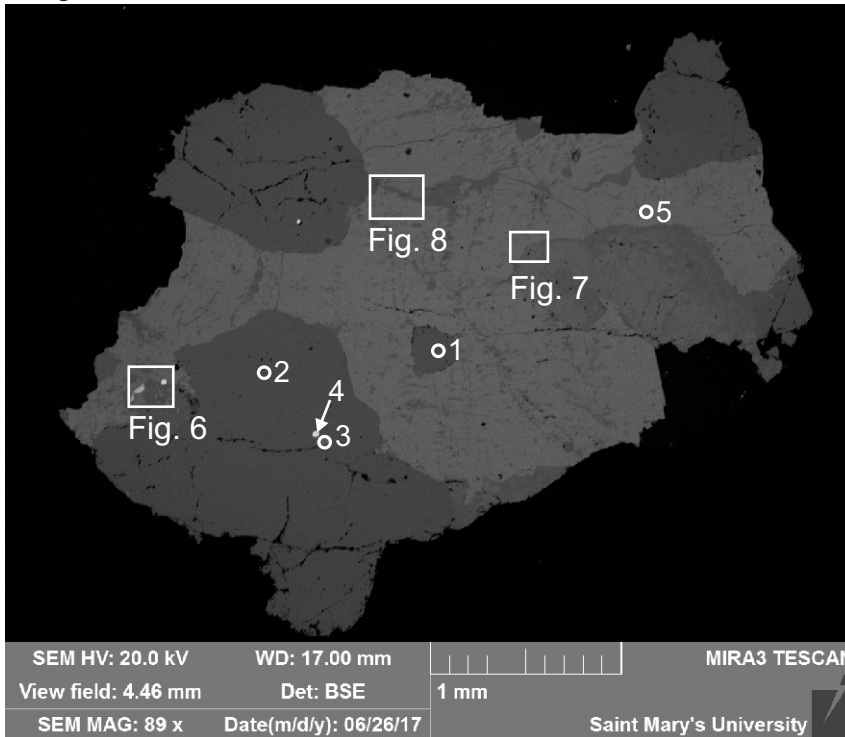 5
Fig. 8
Fig. 7
1
2
4
Fig. 6
3
SEM HV: 20.0 kV WD: 17.00 mm MIRA3 TESCAN
View field: 4.46 mm Det: BSE 1 mm
SEM MAG: 89 x Date(m/d/y): 06/26/17 Saint Mary's University